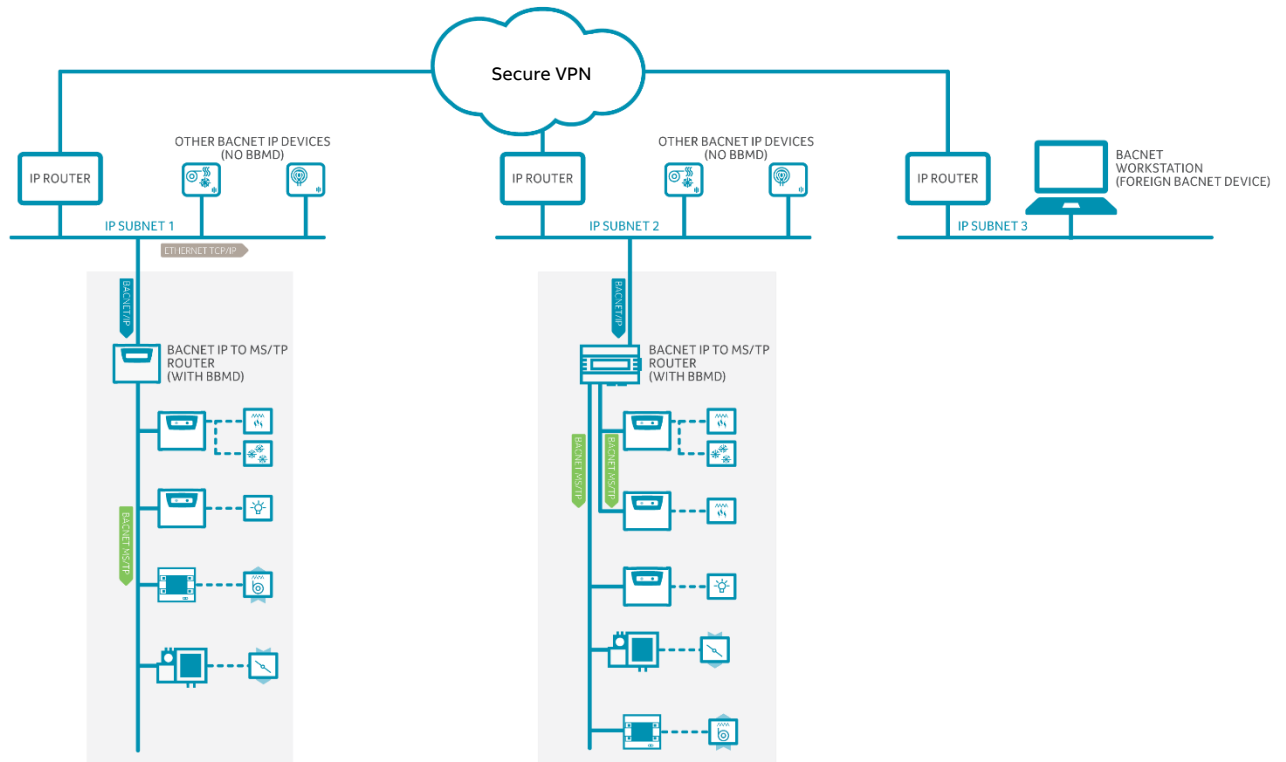 Secure VPN
IP ROUTER
OTHER BACNET IP DEVICES
(NO BBMD)
IP ROUTER
OTHER BACNET IP DEVICES
(NO BBMD)
IP ROUTER
BACNET
WORKSTATION
(FOREIGN BACNET DEVICE)
IP SUBNET 1
IP SUBNET 2
IP SUBNET 3
ETHERNET TCP/IP
BACNET/IP
BACNET IP TO MS/TP
ROUTER
(WITH BBMD)
BACNET MS/TP
BACNET/IP
BACNET IP TO MS/TP
ROUTER
(WITH BBMD)
BACNET MS/TP
BACNET MS/TP